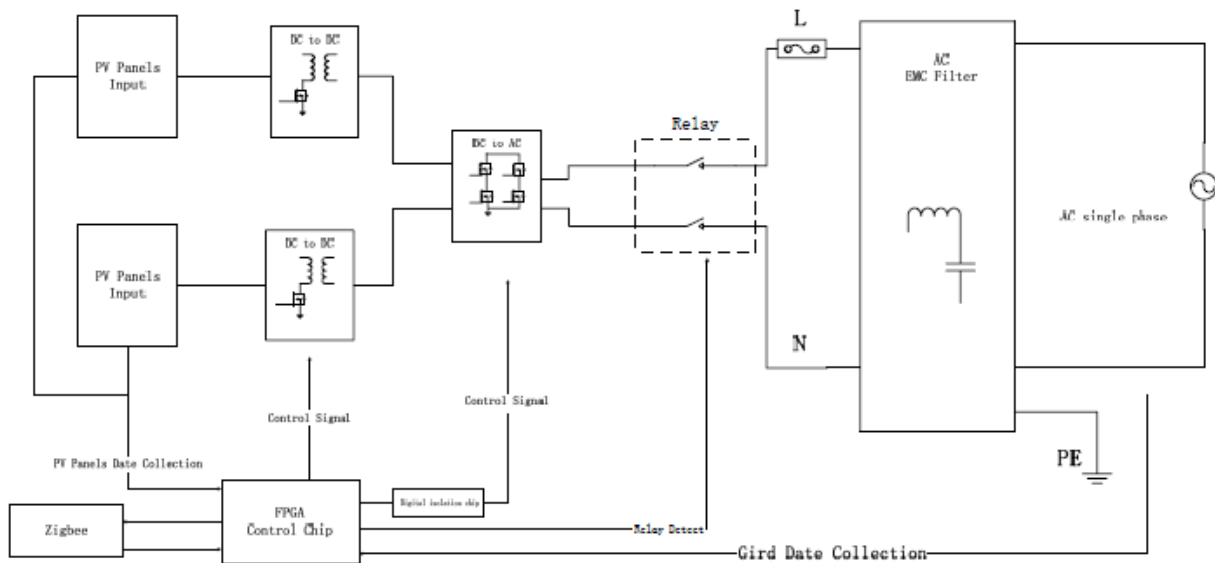 PV Panels
Input
DC to DC
L
AC
EMC Filter
Relay
DC to AC
AC single phase
PV Panels
Input
DC to DC
N
Control Signal
Control Signal
PV Panels Date Collection
PE
FPGA
Control Chip
Digital isolation chip
Zigbee
Relay Detect
Gird Date Collection